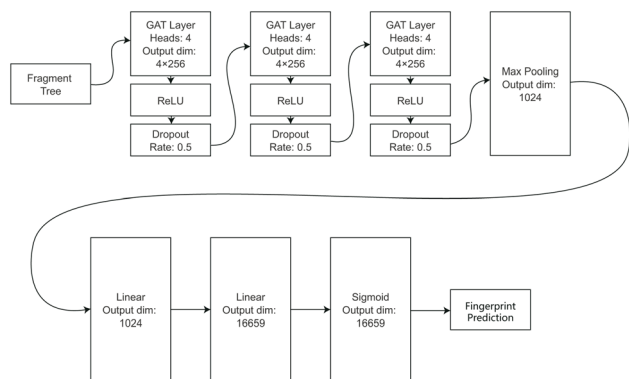 Fragment
Tree
GAT Layer
Heads: 4
Output dim:
4×256
ReLU
Dropout
Rate: 0.5
GAT Layer
Heads: 4
Output dim:
4×256
ReLU
Dropout
Rate: 0.5
GAT Layer
Heads: 4
Output dim:
4×256
ReLU
Dropout
Rate: 0.5
Max Pooling
Output dim:
1024
Linear
Output dim:
1024
Linear
Output dim:
16659
Sigmoid
Output dim:
16659
Fingerprint
Prediction